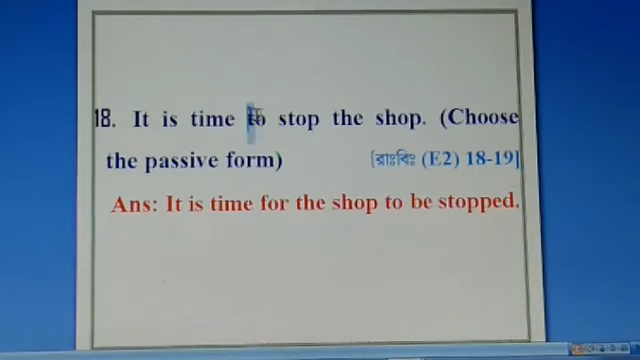 18. It is time to stop the shop. (Choose
the passive form) [রাঃবিঃ (E2) 18-19]
Ans: It is time for the shop to be stopped.